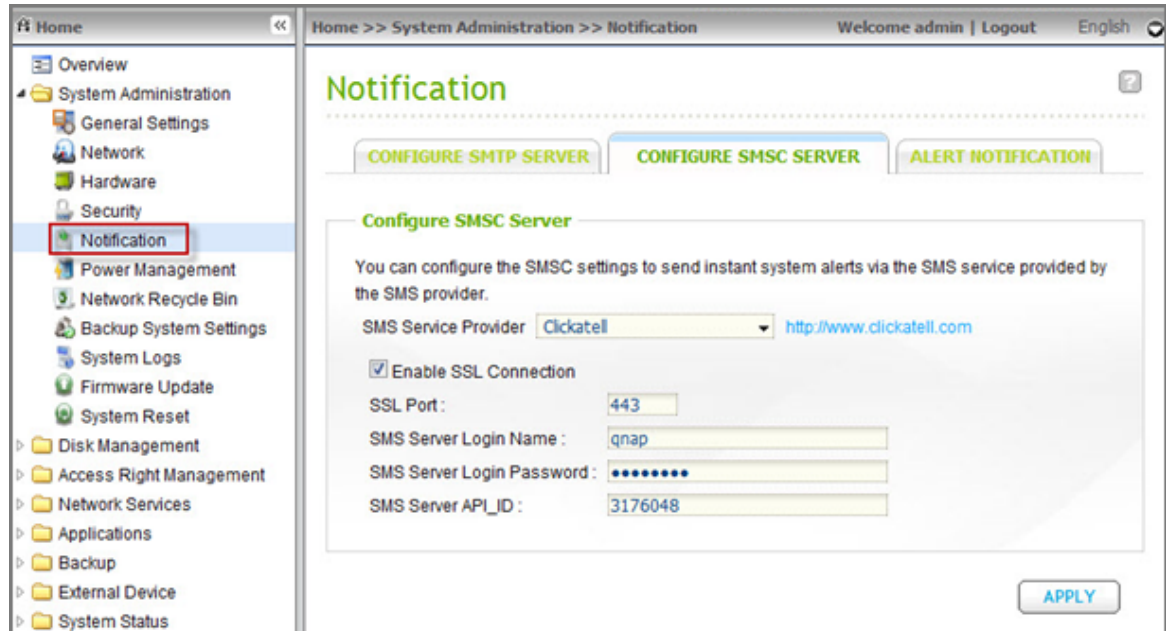 Home
Home >> System Administration >> Notification
Welcome admin | Logout
English
Overview
System Administration
General Settings
Network
Hardware
Security
Notification
Power Management
Network Recycle Bin
Backup System Settings
System Logs
Firmware Update
System Reset
Disk Management
Access Right Management
Network Services
Applications
Backup
External Device
System Status
Notification
?
CONFIGURE SMTP SERVER
CONFIGURE SMSC SERVER
ALERT NOTIFICATION
Configure SMSC Server
You can configure the SMSC settings to send instant system alerts via the SMS service provided by
the SMS provider.
SMS Service Provider Clickatell http://www.clickatell.com
Enable SSL Connection
SSL Port : 443
SMS Server Login Name : qnap
SMS Server Login Password : ●●●●●●●●
SMS Server API_ID : 3176048
APPLY